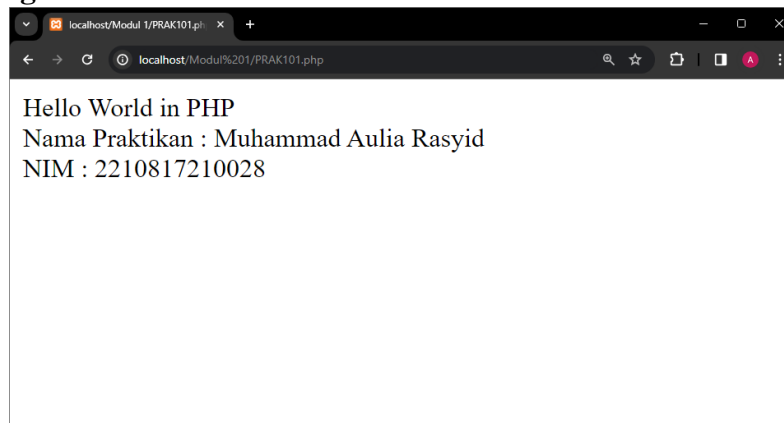 localhost/Modul 1/PRAK101.ph
localhost/Modul%201/PRAK101.php
A
Hello World in PHP
Nama Praktikan : Muhammad Aulia Rasyid
NIM : 2210817210028